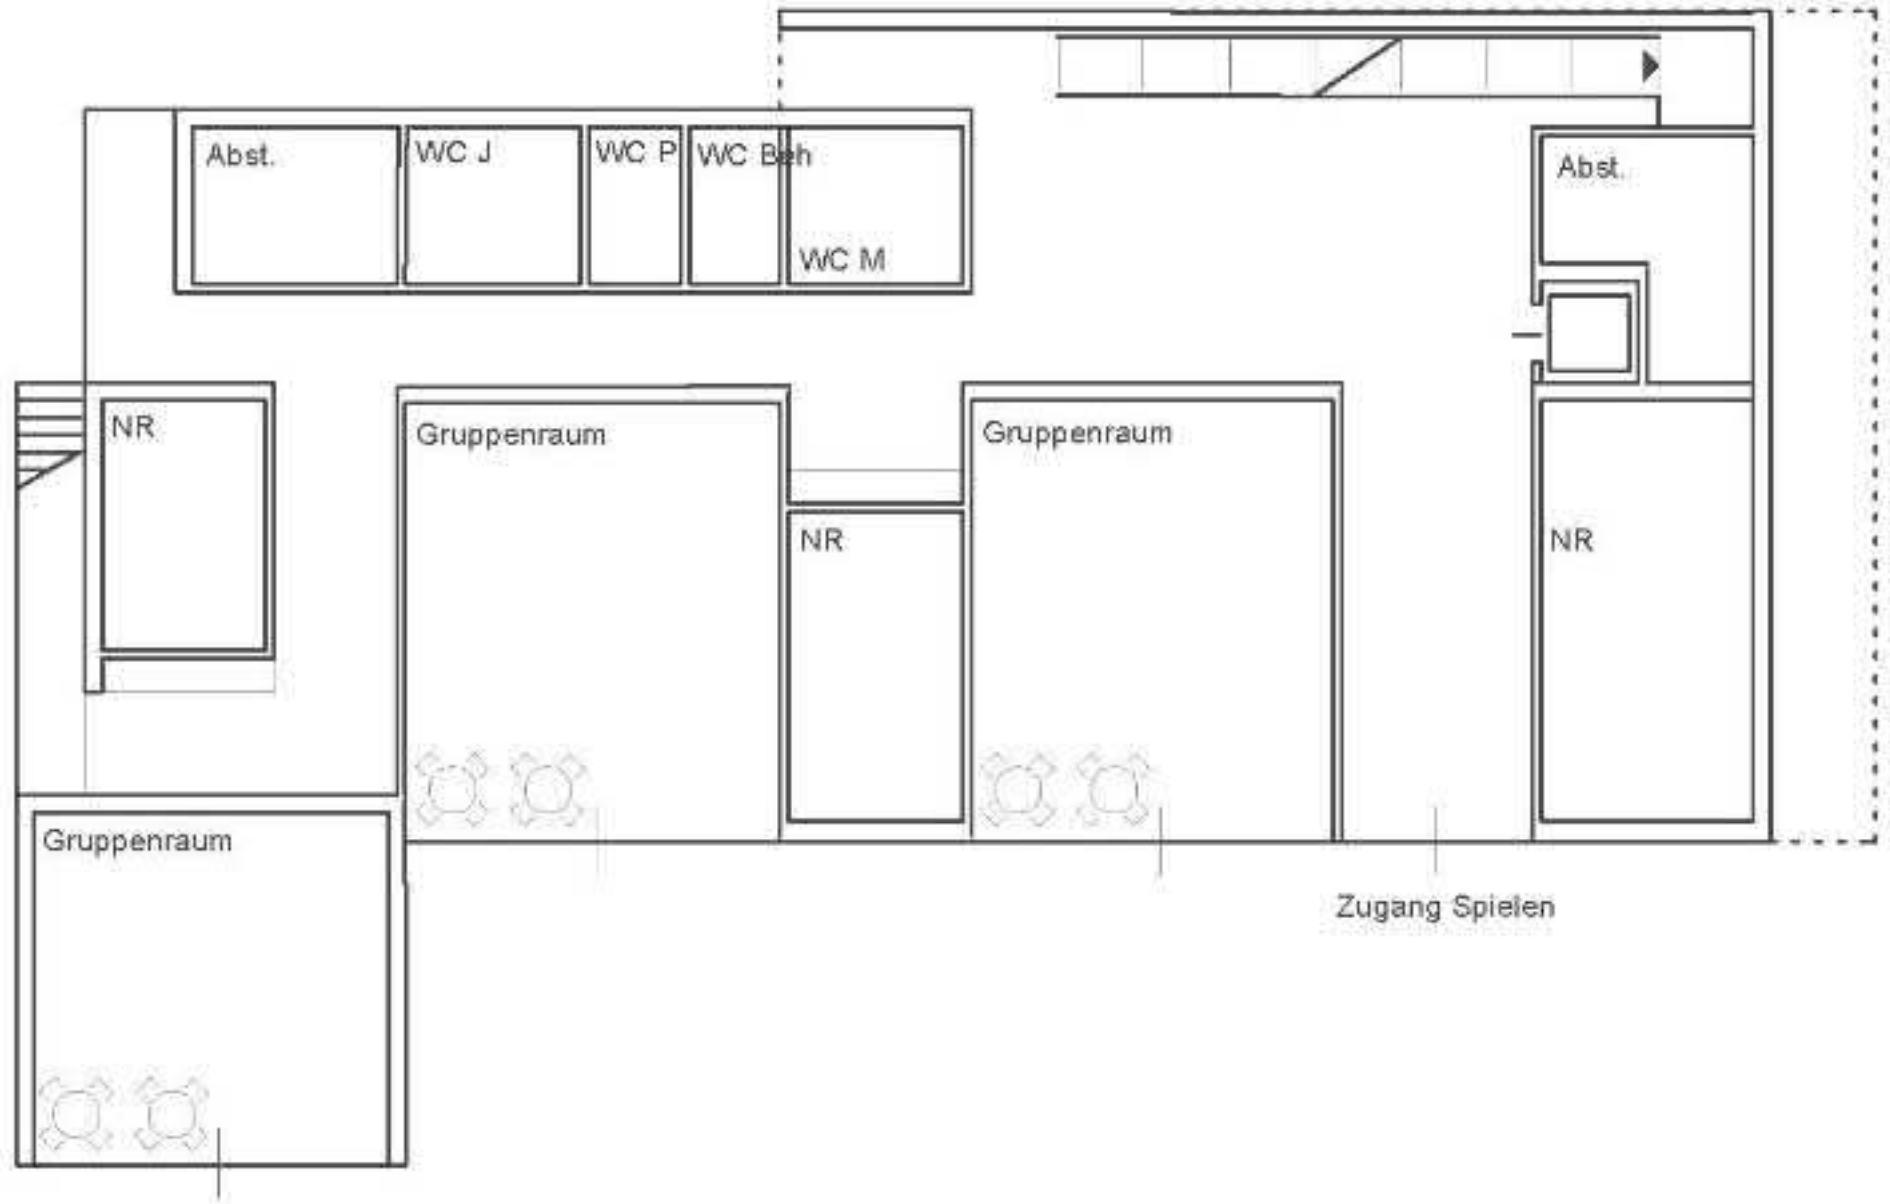 Abst.
WC J
WC P
WC Beh
WC M
Abst.
NR
Gruppenraum
Gruppenraum
NR
NR
Gruppenraum
Zugang Spielen